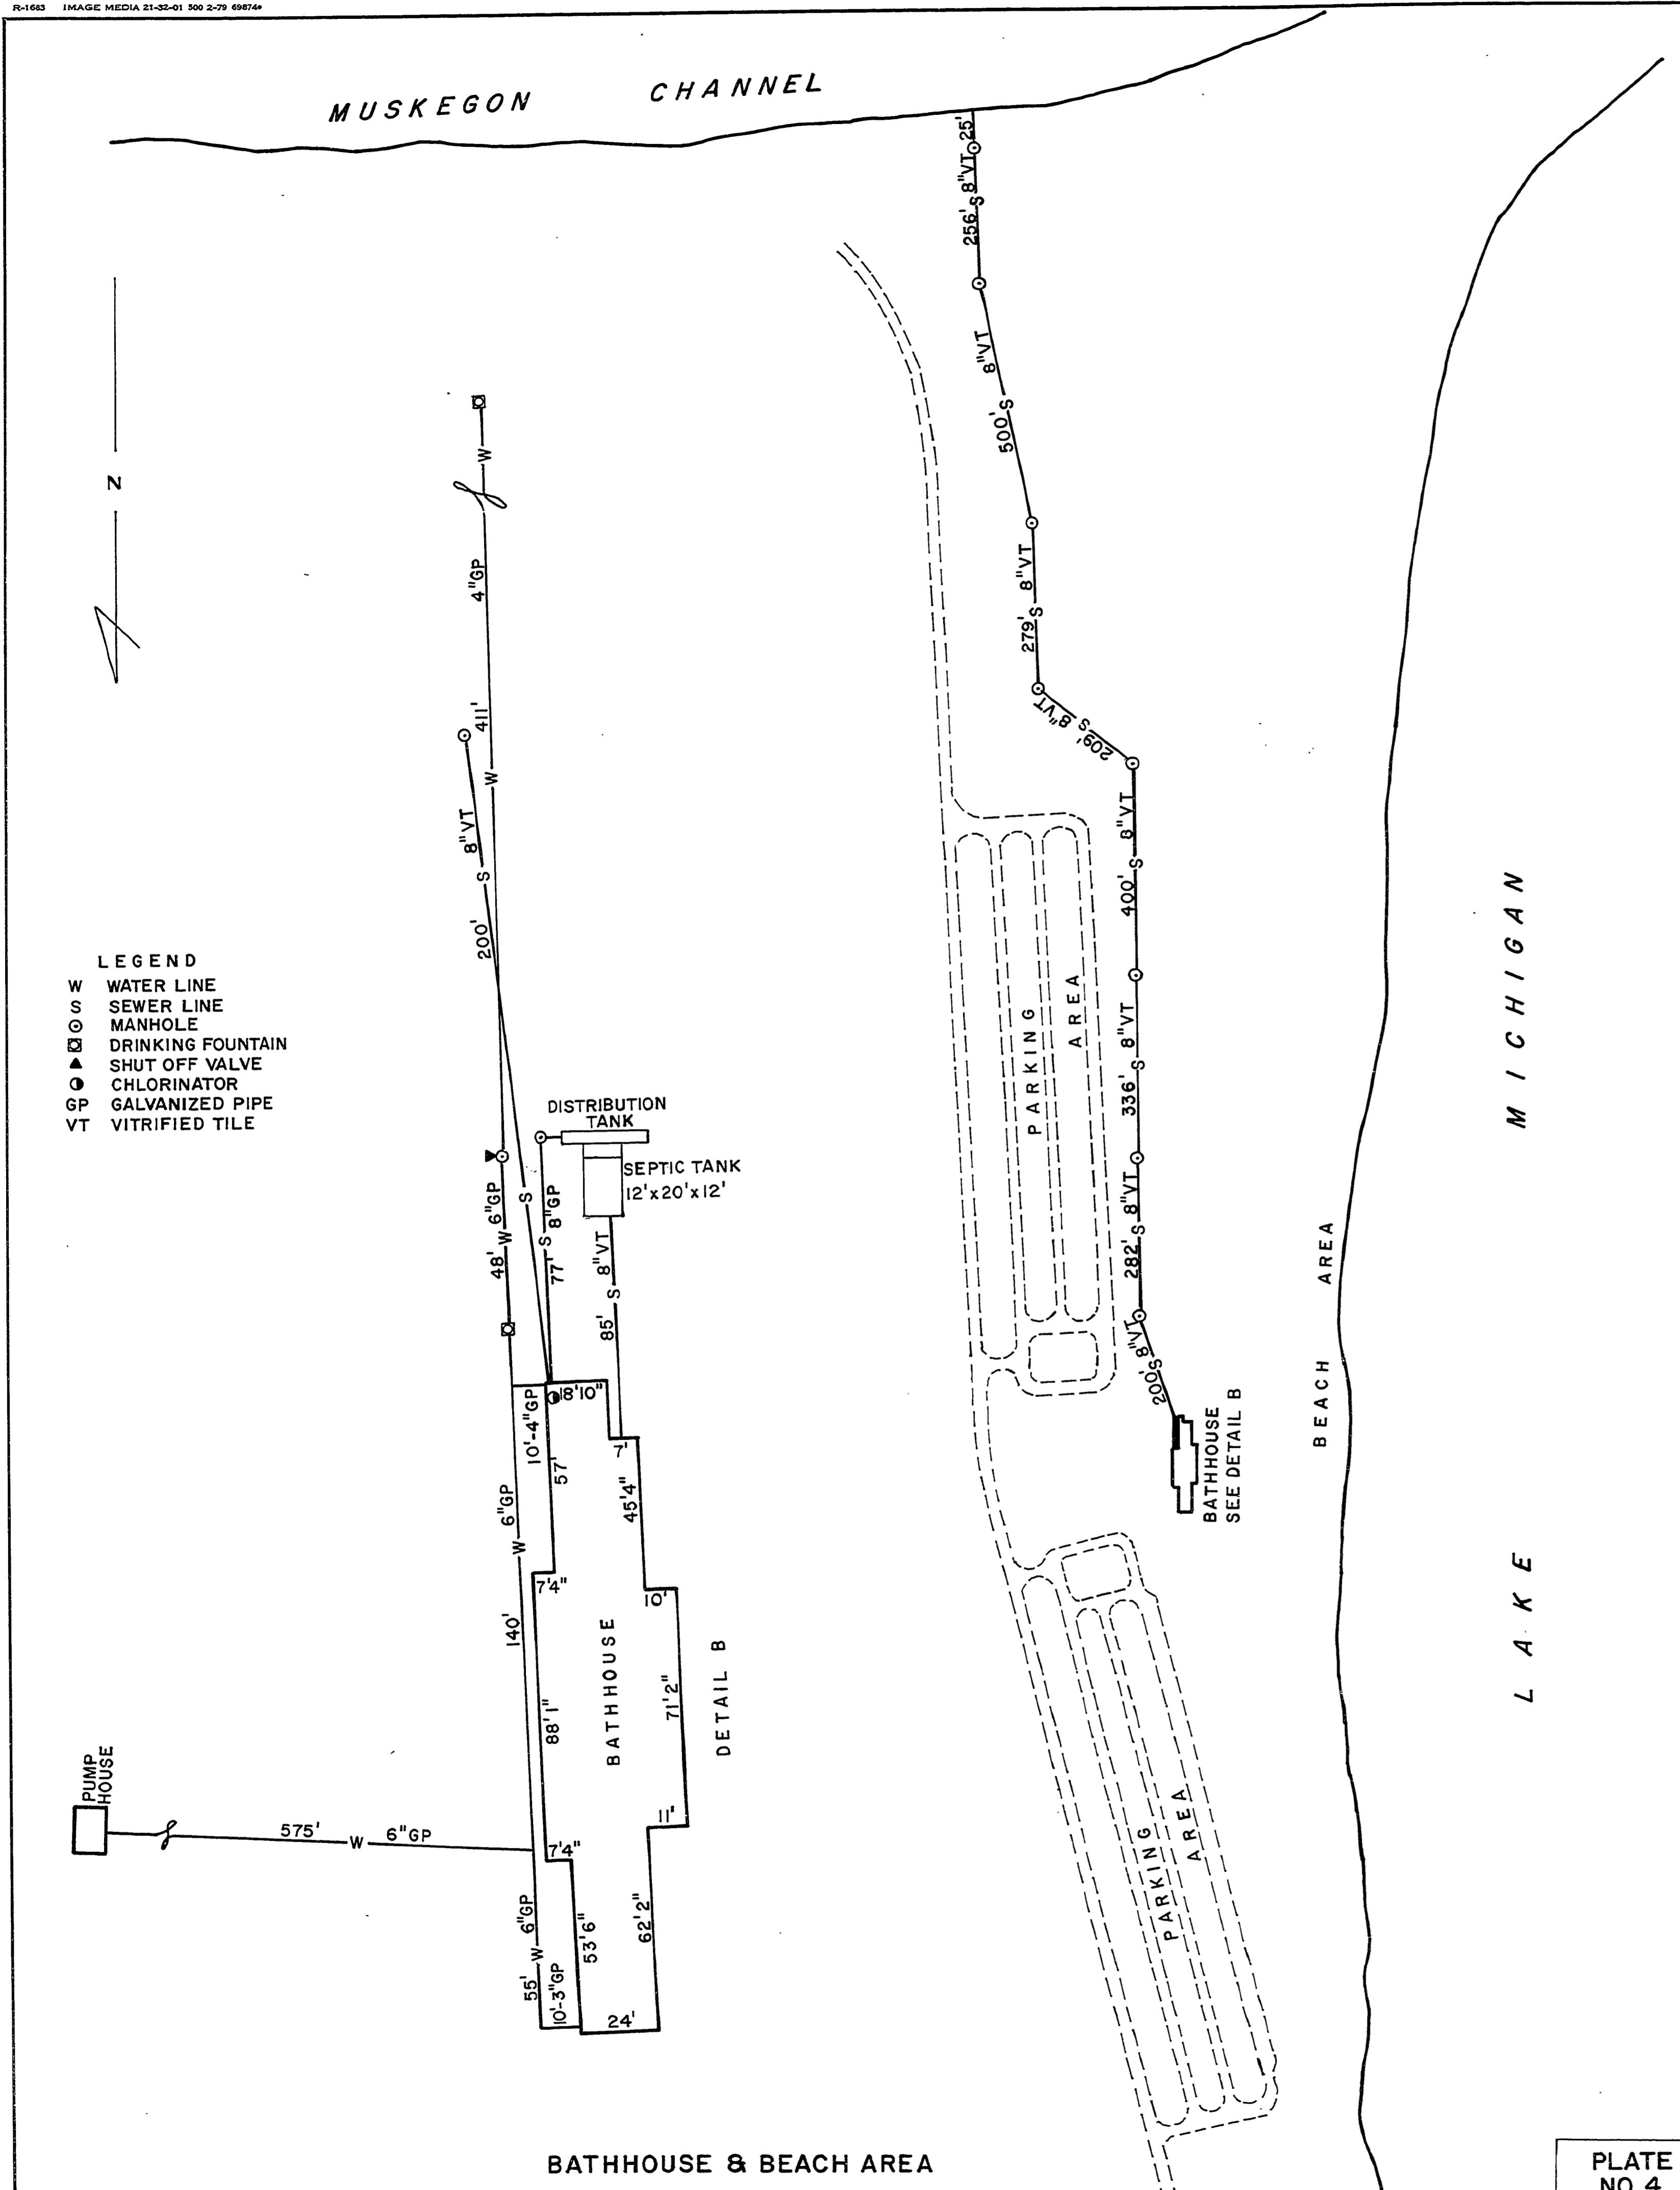 R-1683 IMAGE MEDIA 21-32-01 500 2-79 69874
MUSKEGON CHANNEL
25'
256' S 8"VT
8"VT
500' S
279' S 8"VT
209' S 8"VT
400' S 8"VT
336' S 8"VT
282' S 8"VT
200' S 8"VT
BATHHOUSE
SEE DETAIL B
PARKING
AREA
PARKING
AREA
BEACH AREA
LAKE MICHIGAN
N
W
4"GP
411'
W
8"VT
S
200'
LEGEND
W WATER LINE
S SEWER LINE
MANHOLE
DRINKING FOUNTAIN
SHUT OFF VALVE
CHLORINATOR
GP GALVANIZED PIPE
VT VITRIFIED TILE
DISTRIBUTION
TANK
SEPTIC TANK
12'x20'x12'
48' W 6"GP
S
77' S 8"GP
85' S 8"VT
18'10"
10'-4"GP
57'
7'
45'4"
6"GP
W
140'
7'4"
10'
BATHHOUSE
DETAIL B
88'1"
71'2"
11'
PUMP
HOUSE
575' W 6"GP
7'4"
55' W 6"GP
53'6"
62'2"
10'-3"GP
24'
BATHHOUSE & BEACH AREA
PLATE
NO. 4